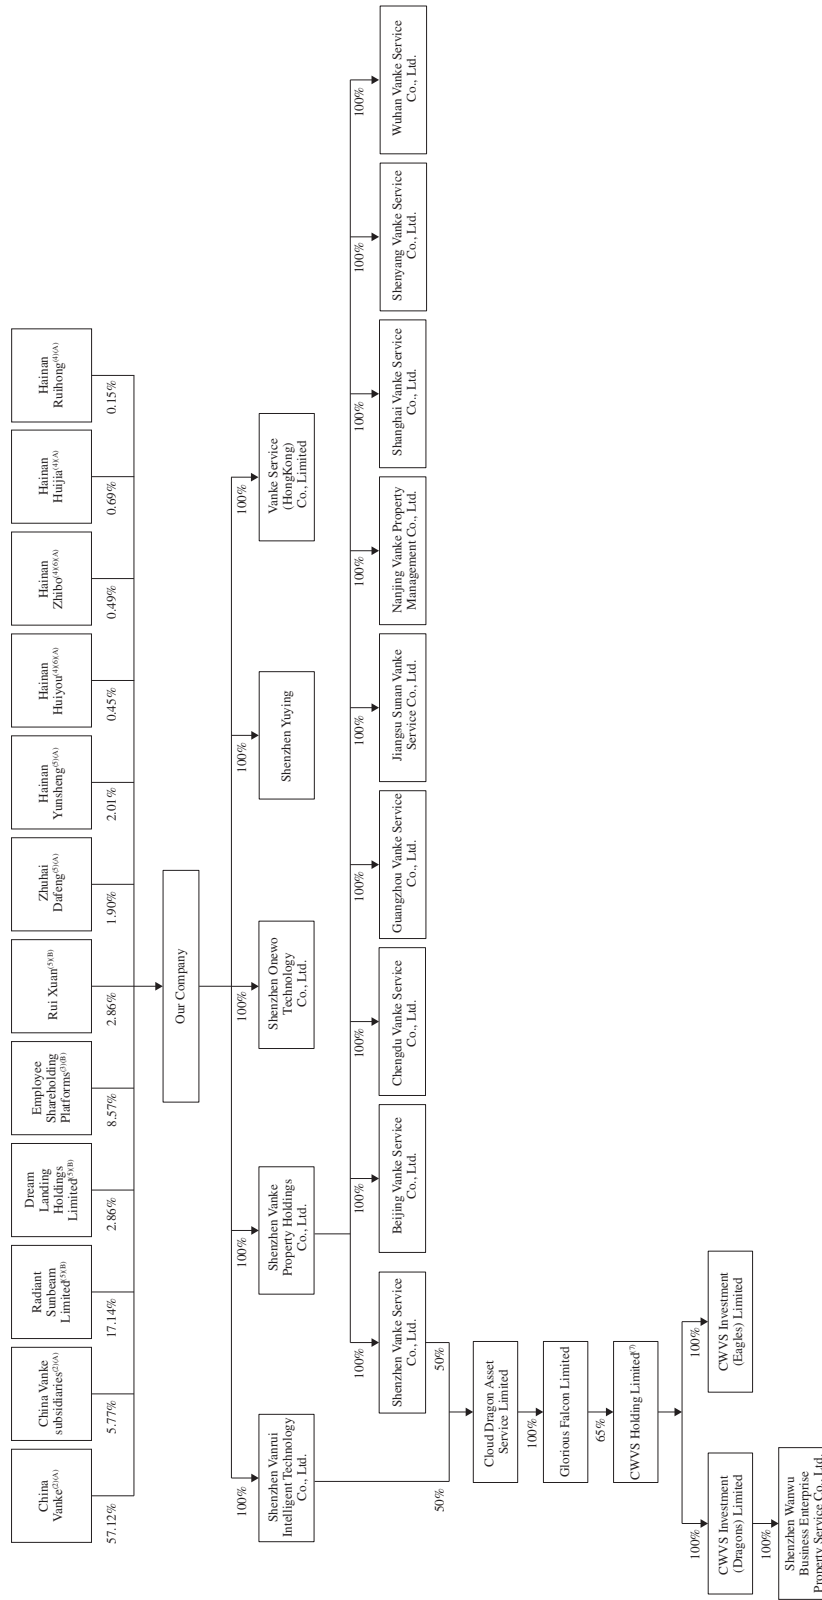 China
Vanke(2)(A)
China Vanke
subsidiaries(2)(A)
Radiant
Sunbeam
Limited(5)(B)
Dream
Landing
Holdings
Limited(5)(B)
Employee
Shareholding
Platforms(3)(B)
Rui Xuan(5)(B)
Zhuhai
Dafeng(5)(A)
Hainan
Yunsheng(5)(A)
Hainan
Huiyou(4)(6)(A)
Hainan
Zhibo(4)(6)(A)
Hainan
Huijia(4)(A)
Hainan
Ruihong(4)(A)
57.12%
5.77%
17.14%
2.86%
8.57%
2.86%
1.90%
2.01%
0.45%
0.49%
0.69%
0.15%
Our Company
100%
100%
100%
100%
100%
Shenzhen Vanrui
Intelligent Technology
Co., Ltd.
Shenzhen Vanke
Property Holdings
Co., Ltd.
Shenzhen Onewo
Technology
Co., Ltd.
Shenzhen Yuying
Vanke Service
(HongKong)
Co., Limited
100%
100%
100%
100%
100%
100%
100%
100%
100%
Shenzhen Vanke Service
Co., Ltd.
Beijing Vanke Service
Co., Ltd.
Chengdu Vanke Service
Co., Ltd.
Guangzhou Vanke Service
Co., Ltd.
Jiangsu Sunan Vanke
Service Co., Ltd.
Nanjing Vanke Property
Management Co., Ltd.
Shanghai Vanke Service
Co., Ltd.
Shenyang Vanke Service
Co., Ltd.
Wuhan Vanke Service
Co., Ltd.
50%
50%
Cloud Dragon Asset
Service Limited
100%
Glorious Falcon Limited
65%
CWVS Holding Limited(7)
100%
100%
CWVS Investment
(Dragons) Limited
CWVS Investment
(Eagles) Limited
100%
Shenzhen Wanwu
Business Enterprise
Property Service Co., Ltd.